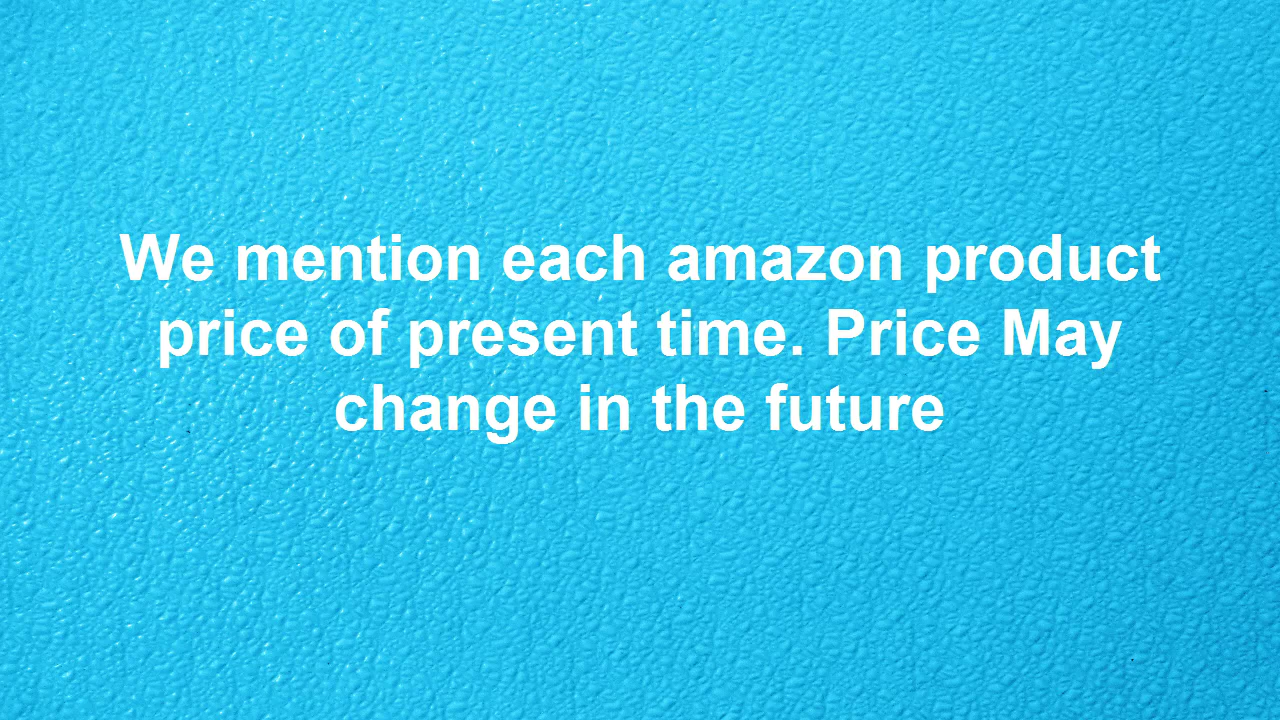 We mention each amazon product
price of present time. Price May
change in the future